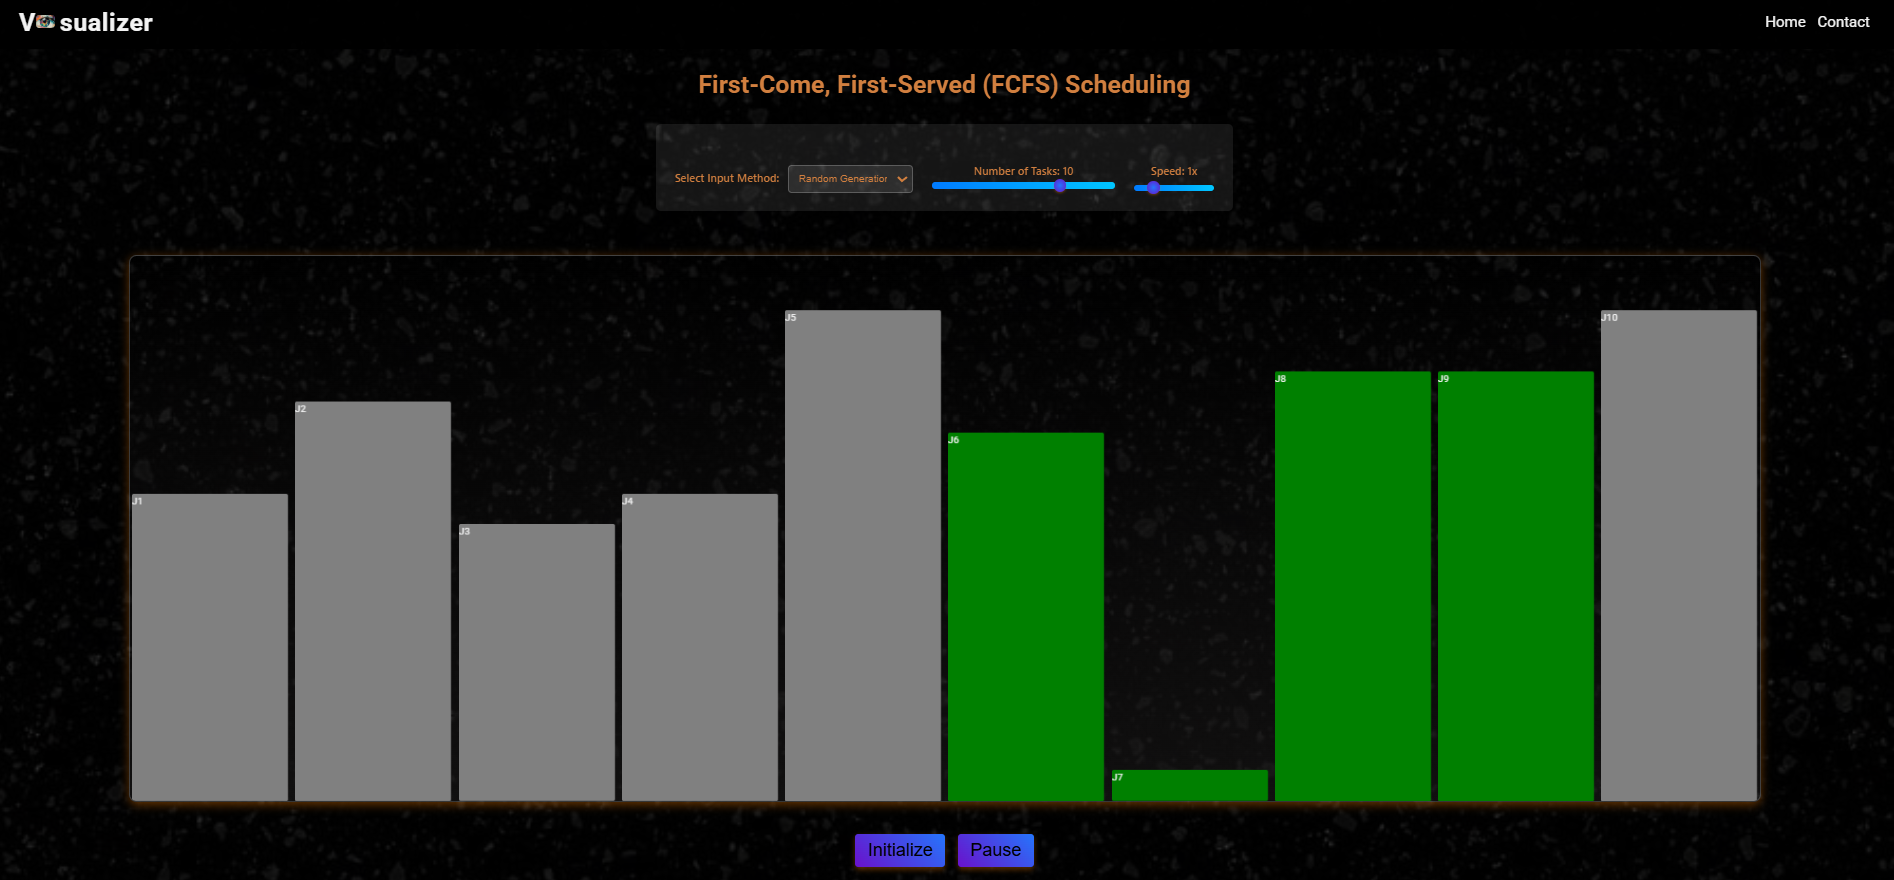 V sualizer
Home Contact
First-Come, First-Served (FCFS) Scheduling
Select Input Method:
Random Generation
Number of Tasks: 10
Speed: 1x
J1
J2
J3
J4
J5
J6
J7
J8
J9
J10
Initialize
Pause